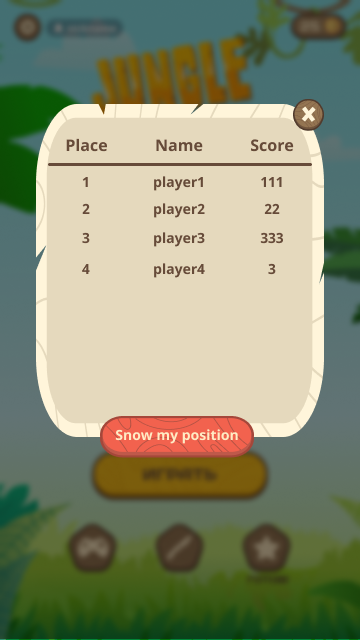 JUNGLE
Place Name Score
1 player1 111
2 player2 22
3 player3 333
4 player4 3
Snow my position
ИГРАТЬ